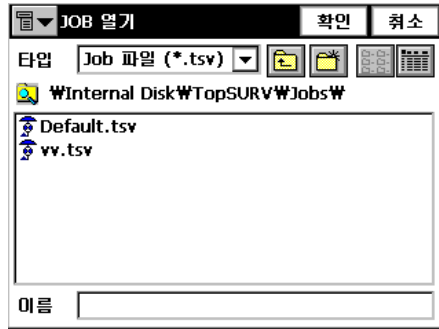 JOB 열기 확인 취소
타입 Job 파일 (*.tsv)
₩Internal Disk₩TopSURV₩Jobs₩
Default.tsv
vv.tsv
이름